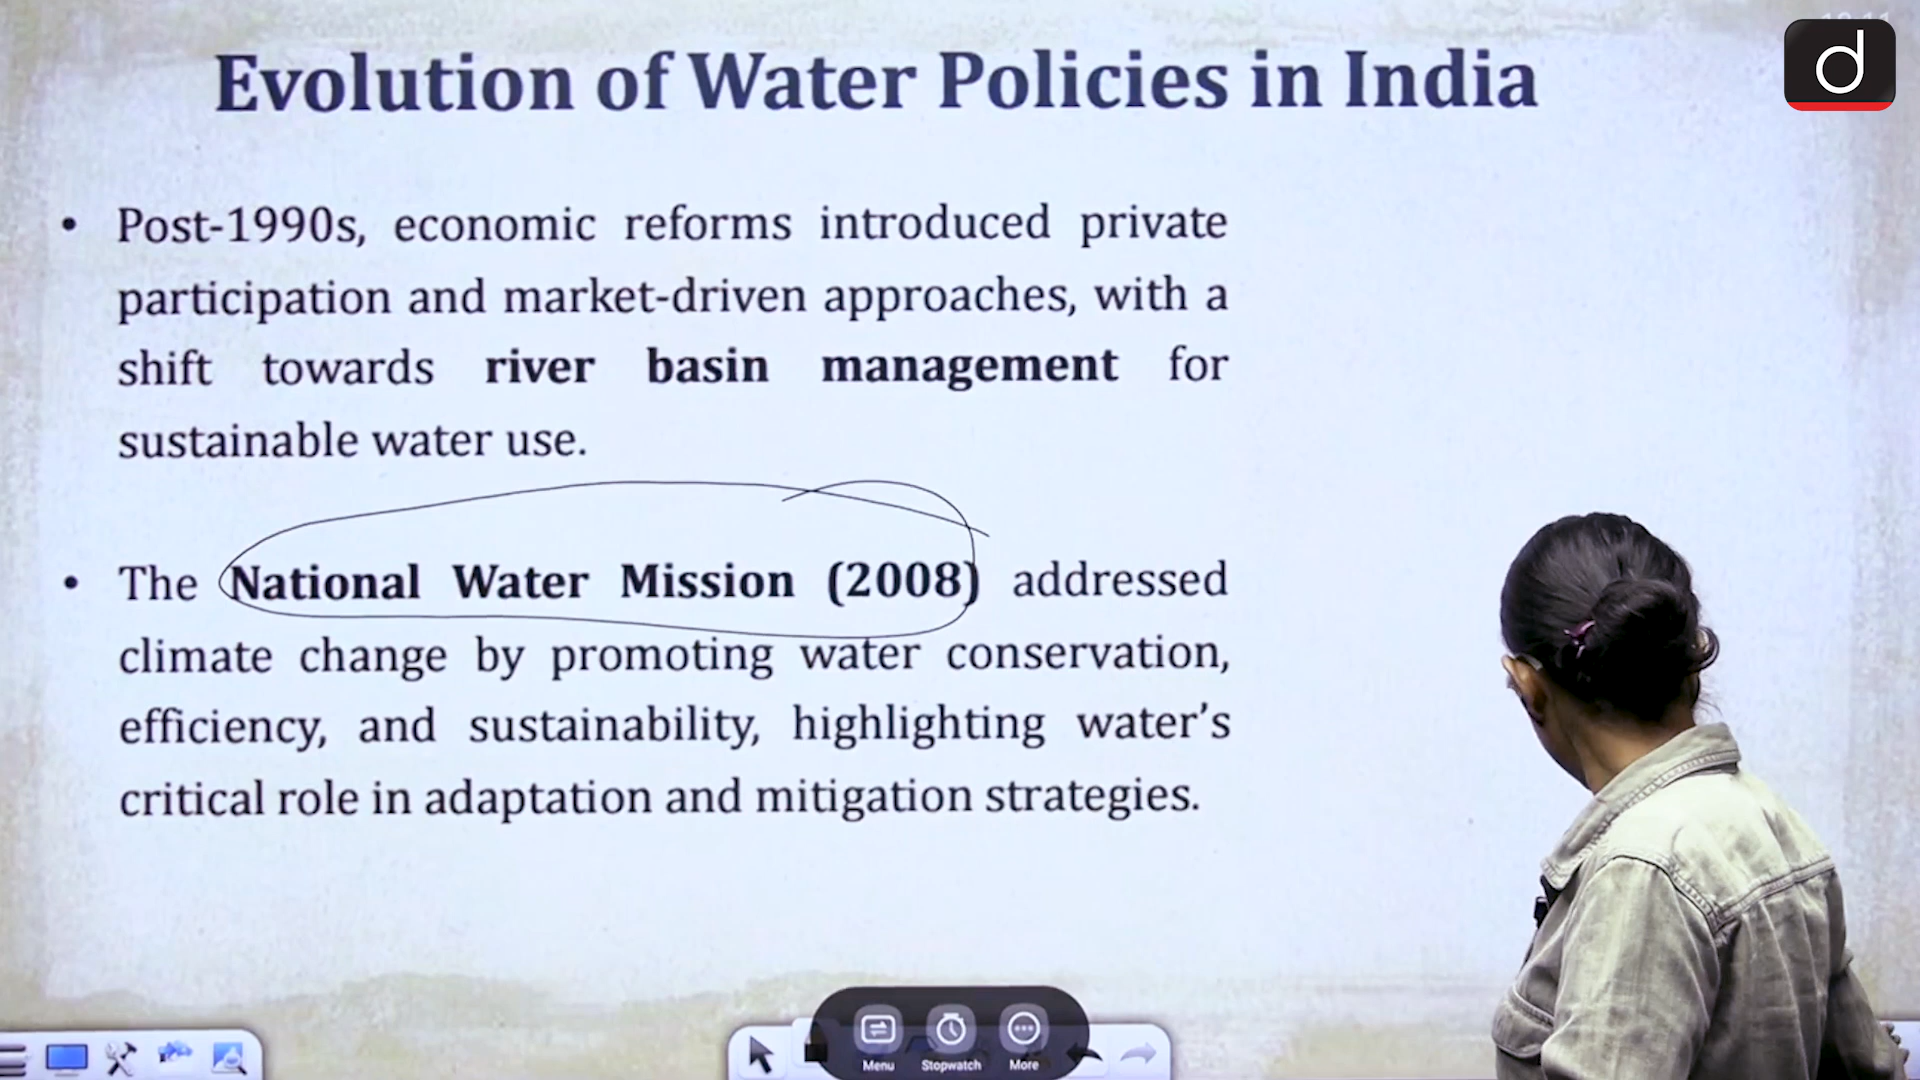 Evolution of Water Policies in India
• Post-1990s, economic reforms introduced private
participation and market-driven approaches, with a
shift towards river basin management for
sustainable water use.
• The National Water Mission (2008) addressed
climate change by promoting water conservation,
efficiency, and sustainability, highlighting water's
critical role in adaptation and mitigation strategies.
d
Menu Stopwatch More